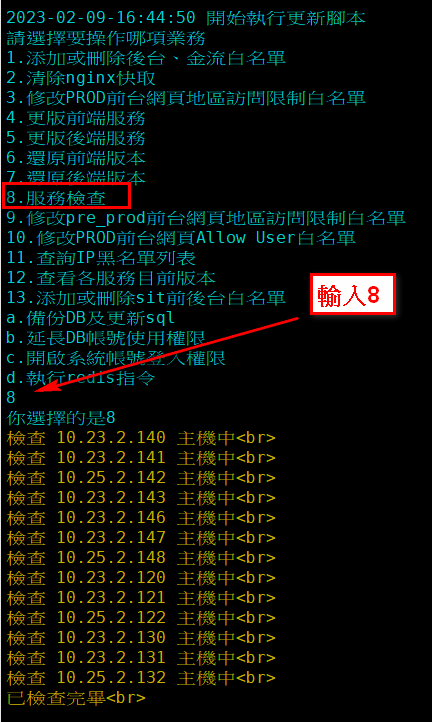 2023-02-09-16:44:50 開始執行更新腳本
請選擇要操作哪項業務
1.添加或刪除後台、金流白名單
2.清除nginx快取
3.修改PROD前台網頁地區訪問限制白名單
4.更版前端服務
5.更版後端服務
6.還原前端版本
7.還原後端版本
8.服務檢查
9.修改pre_prod前台網頁地區訪問限制白名單
10.修改PROD前台網頁Allow User白名單
11.查詢IP黑名單列表
12.查看各服務目前版本
13.添加或刪除sit前後台白名單
輸入8
a.備份DB及更新sql
b.延長DB帳號使用權限
c.開啟系統帳號登入權限
d.執行redis指令
8
你選擇的是8
檢查 10.23.2.140 主機中<br>
檢查 10.23.2.141 主機中<br>
檢查 10.25.2.142 主機中<br>
檢查 10.23.2.143 主機中<br>
檢查 10.23.2.146 主機中<br>
檢查 10.23.2.147 主機中<br>
檢查 10.25.2.148 主機中<br>
檢查 10.23.2.120 主機中<br>
檢查 10.23.2.121 主機中<br>
檢查 10.25.2.122 主機中<br>
檢查 10.23.2.130 主機中<br>
檢查 10.23.2.131 主機中<br>
檢查 10.25.2.132 主機中<br>
已檢查完畢<br>